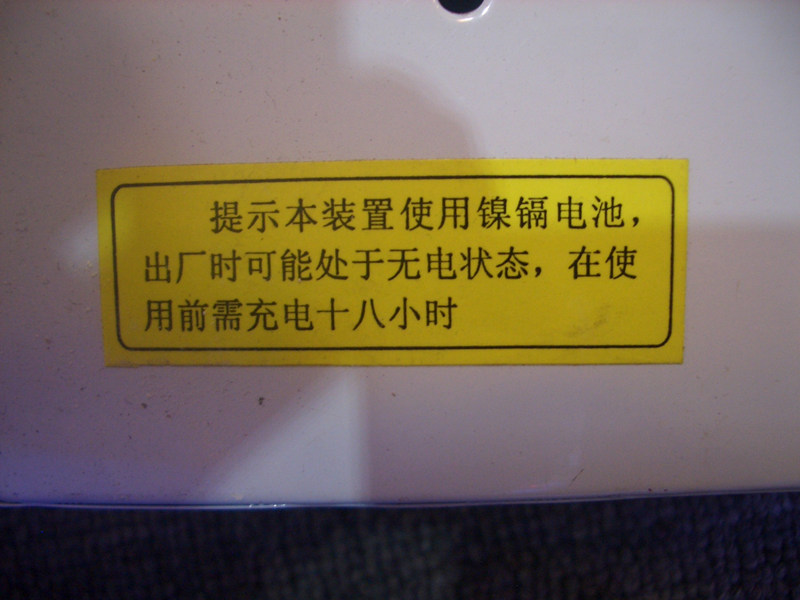 提示本装置使用镍镉电池，
出厂时可能处于无电状态，在使
用前需充电十八小时